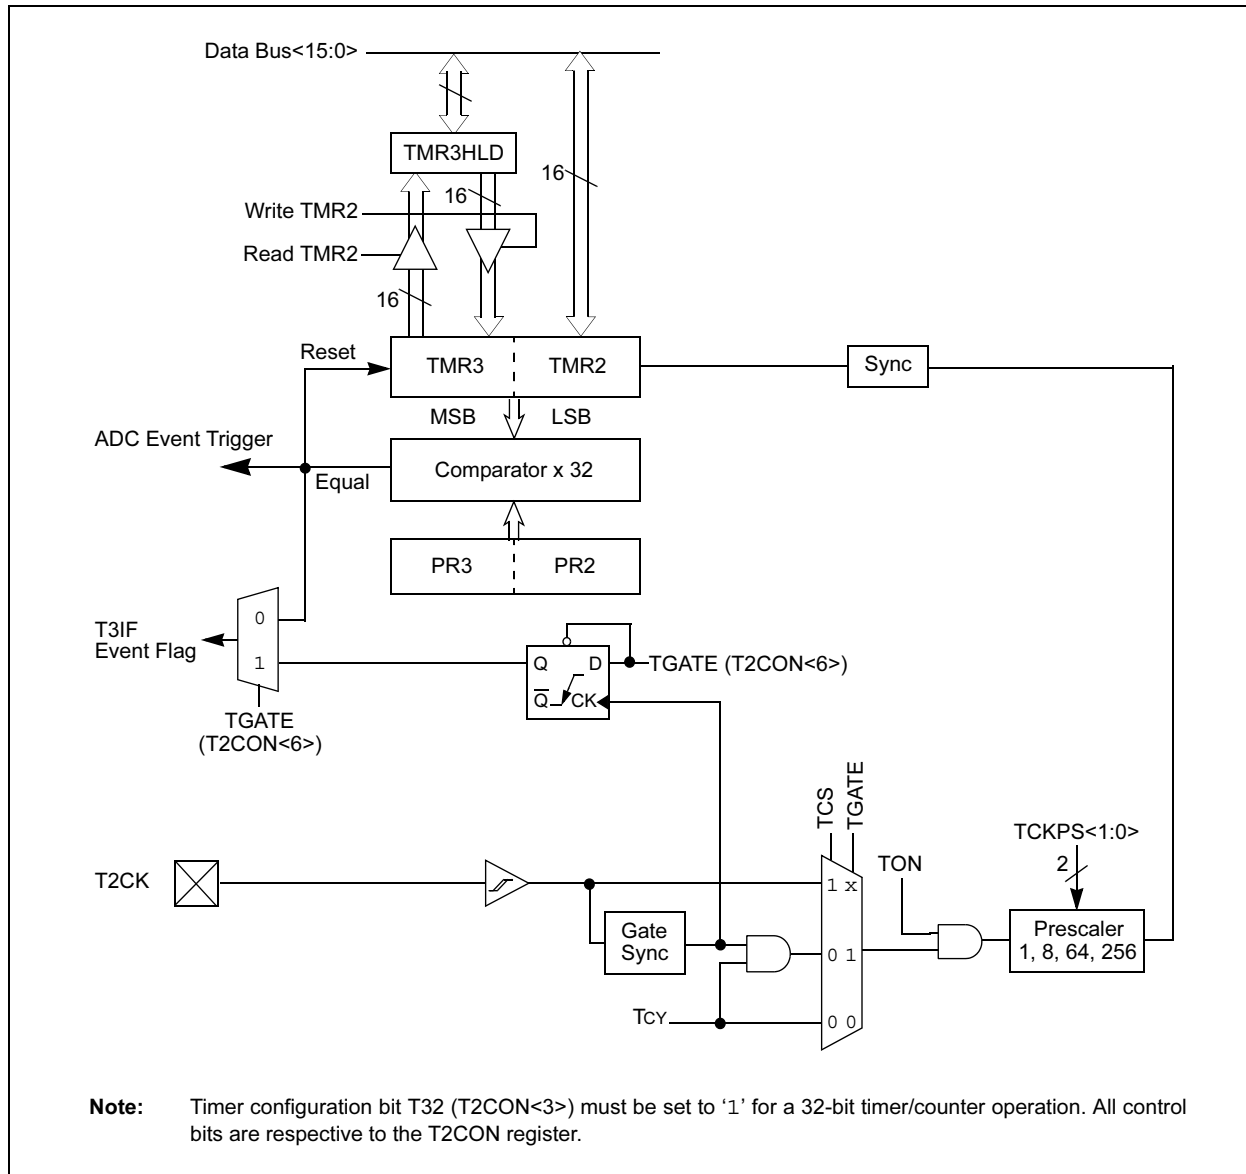 Data Bus<15:0>
TMR3HLD
16
16
Write TMR2
Read TMR2
16
Reset
TMR3
TMR2
Sync
MSB
LSB
ADC Event Trigger
Equal
Comparator x 32
PR3
PR2
0
T3IF
Event Flag
1
Q
D
TGATE (T2CON<6>)
Q
CK
TGATE
(T2CON<6>)
TCS
TGATE
TCKPS<1:0>
2
TON
T2CK
1 x
Gate
Sync
0 1
Prescaler
1, 8, 64, 256
TCY
0 0
Note: Timer configuration bit T32 (T2CON<3>) must be set to ‘1’ for a 32-bit timer/counter operation. All control
bits are respective to the T2CON register.